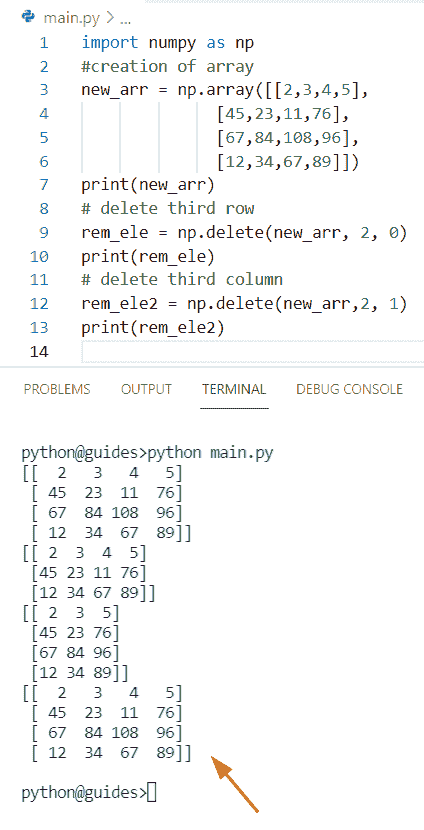 main.py > ...
1 import numpy as np
2 #creation of array
3 new_arr = np.array([[2,3,4,5],
4 [45,23,11,76],
5 [67,84,108,96],
6 [12,34,67,89]])
7 print(new_arr)
8 # delete third row
9 rem_ele = np.delete(new_arr, 2, 0)
10 print(rem_ele)
11 # delete third column
12 rem_ele2 = np.delete(new_arr,2, 1)
13 print(rem_ele2)
14
PROBLEMS OUTPUT TERMINAL DEBUG CONSOLE
python@guides>python main.py
[[  2   3   4   5]
 [ 45  23  11  76]
 [ 67  84 108  96]
 [ 12  34  67  89]]
[[ 2  3  4  5]
 [45 23 11 76]
 [12 34 67 89]]
[[ 2  3  5]
 [45 23 76]
 [67 84 96]
 [12 34 89]]
[[  2   3   4   5]
 [ 45  23  11  76]
 [ 67  84 108  96]
 [ 12  34  67  89]]
python@guides>